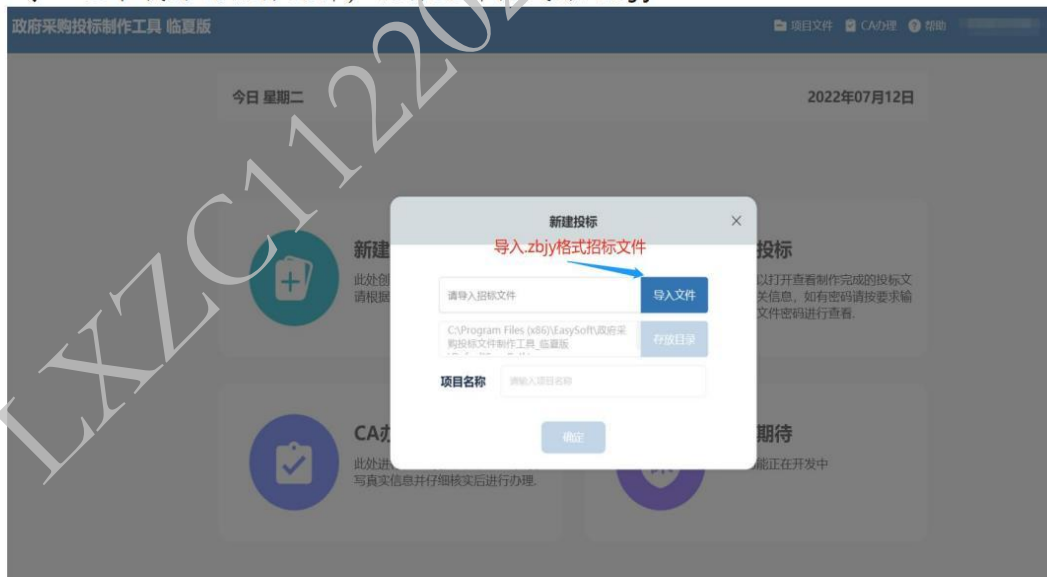 政府采购投标制作工具 临夏版
项目文件 CA办理 帮助
今日 星期二
2022年07月12日
新建投标
导入.zbjy格式招标文件
请导入招标文件
导入文件
C:\Program Files (x86)\EasySoft\政府采
购投标文件制作工具_临夏版
存放目录
项目名称
请输入项目名称
确定
新建
此处创
请根据
投标
以打开查看制作完成的投标文
关信息，如有密码请按要求输
文件密码进行查看.
CA办
此处进
写真实信息并仔细核实后进行办理.
期待
能正在开发中
LXZC1122